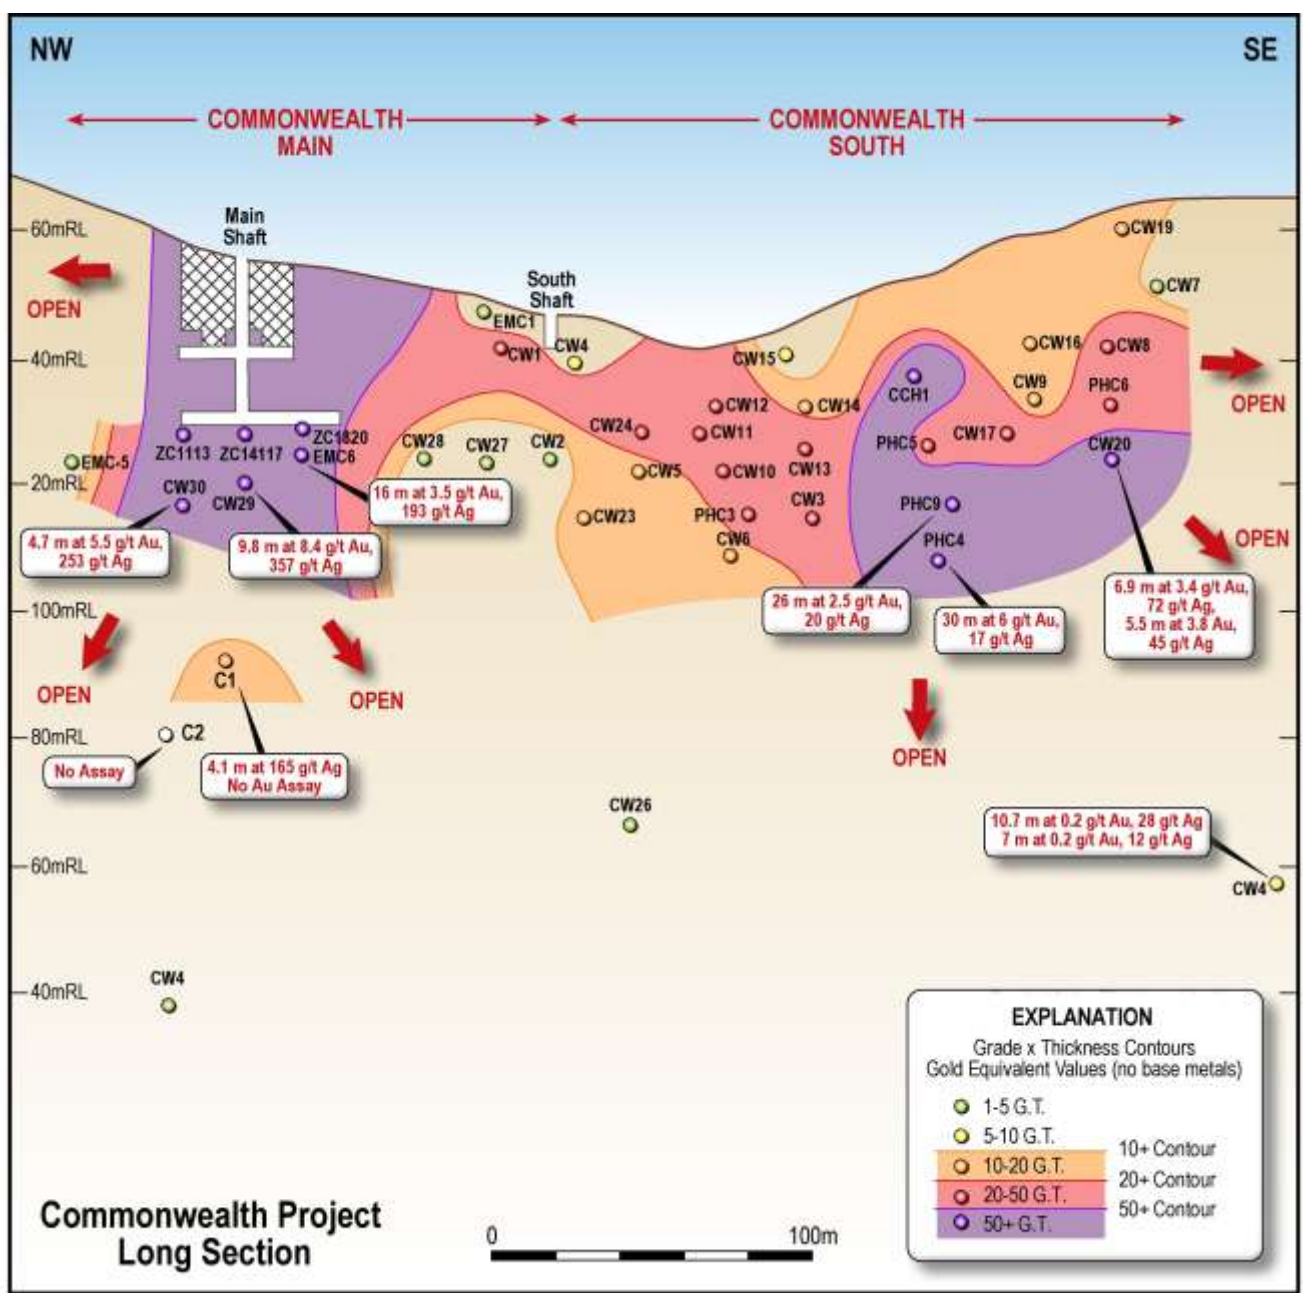 NW
SE
COMMONWEALTH
MAIN
COMMONWEALTH
SOUTH
60mRL
Main
Shaft
CW19
OPEN
South
Shaft
CW7
EMC1
40mRL
CW1
CW4
CW15
CW16
CW8
CCH1
CW9
PHC6
OPEN
CW12
CW14
CW24
CW11
ZC1113
ZC14117
ZC1820
EMC6
CW28
CW27
CW2
PHC5
CW17
CW20
EMC-5
20mRL
CW30
CW29
CW5
CW10
CW13
CW3
16 m at 3.5 g/t Au,
193 g/t Ag
CW23
PHC3
CW6
PHC9
PHC4
OPEN
4.7 m at 5.5 g/t Au,
253 g/t Ag
9.8 m at 8.4 g/t Au,
357 g/t Ag
26 m at 2.5 g/t Au,
20 g/t Ag
30 m at 6 g/t Au,
17 g/t Ag
6.9 m at 3.4 g/t Au,
72 g/t Ag,
5.5 m at 3.8 Au,
45 g/t Ag
100mRL
C1
OPEN
OPEN
C2
80mRL
OPEN
No Assay
4.1 m at 165 g/t Ag
No Au Assay
CW26
10.7 m at 0.2 g/t Au, 28 g/t Ag
7 m at 0.2 g/t Au, 12 g/t Ag
60mRL
CW4
CW4
40mRL
EXPLANATION
Grade x Thickness Contours
Gold Equivalent Values (no base metals)
1-5 G.T.
5-10 G.T.
10+ Contour
10-20 G.T.
20+ Contour
20-50 G.T.
50+ Contour
50+ G.T.
Commonwealth Project
Long Section
0
100m